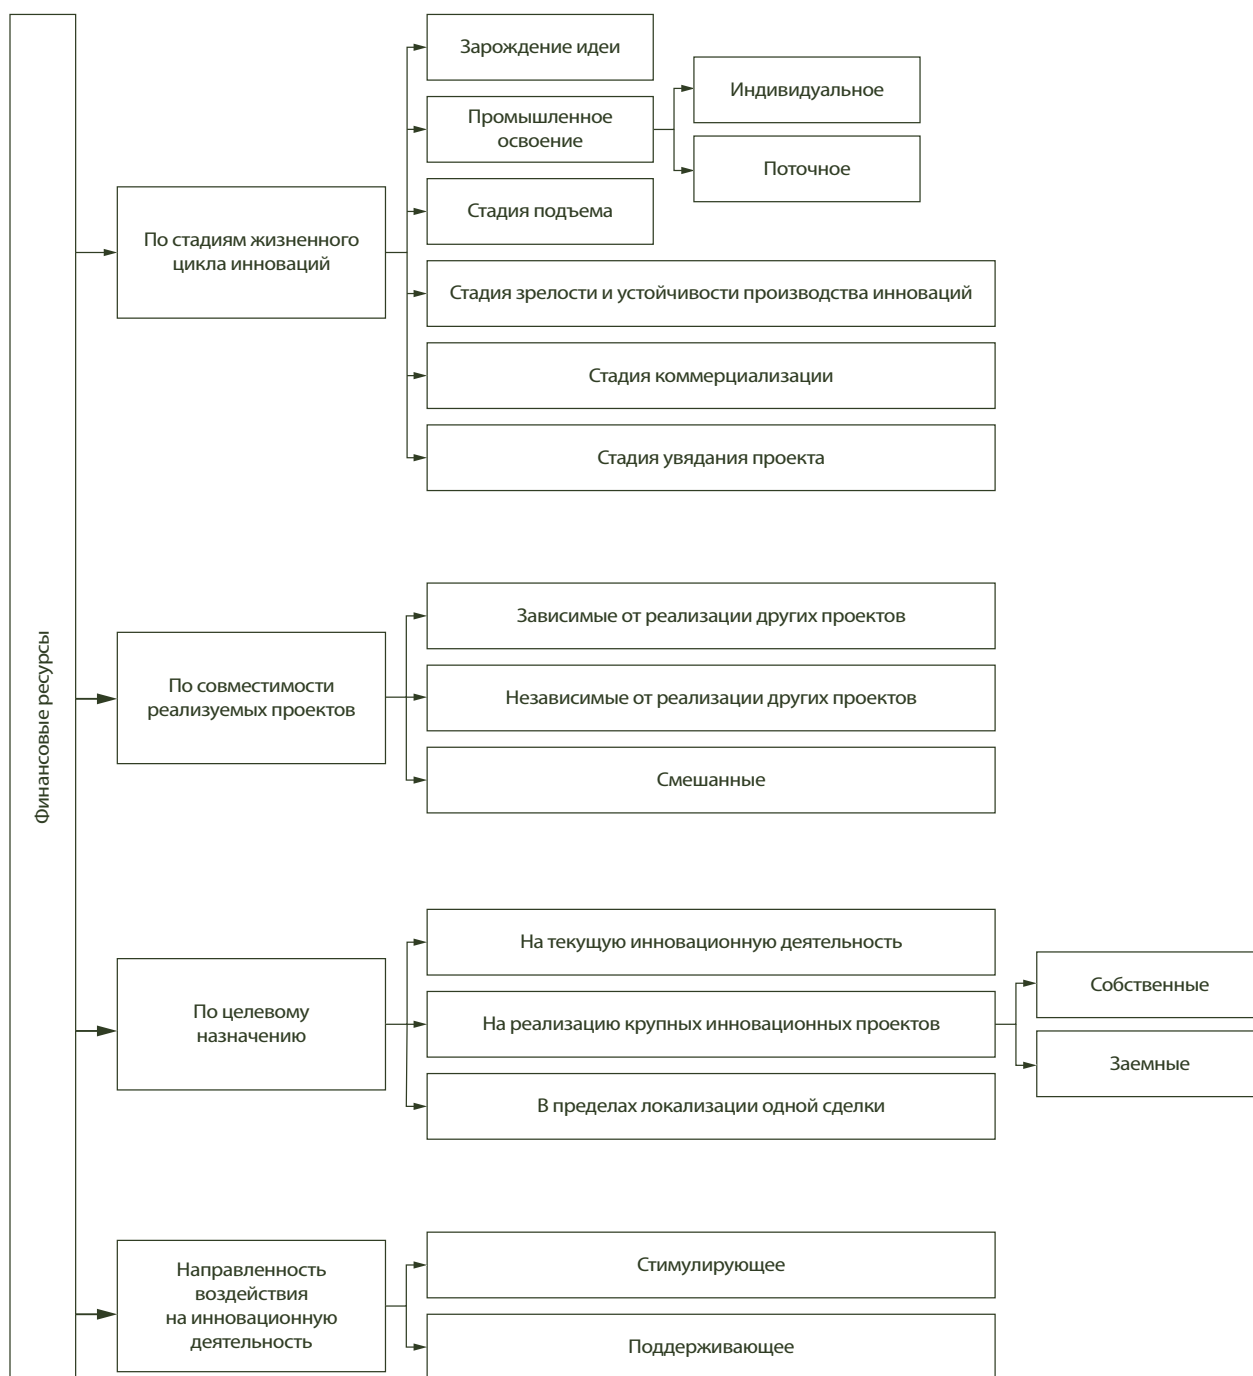 Финансовые ресурсы
По стадиям жизненного
цикла инноваций
Зарождение идеи
Промышленное
освоение
Индивидуальное
Поточное
Стадия подъема
Стадия зрелости и устойчивости производства инноваций
Стадия коммерциализации
Стадия увядания проекта
По совместимости
реализуемых проектов
Зависимые от реализации других проектов
Независимые от реализации других проектов
Смешанные
По целевому
назначению
На текущую инновационную деятельность
На реализацию крупных инновационных проектов
Собственные
Заемные
В пределах локализации одной сделки
Направленность
воздействия
на инновационную
деятельность
Стимулирующее
Поддерживающее